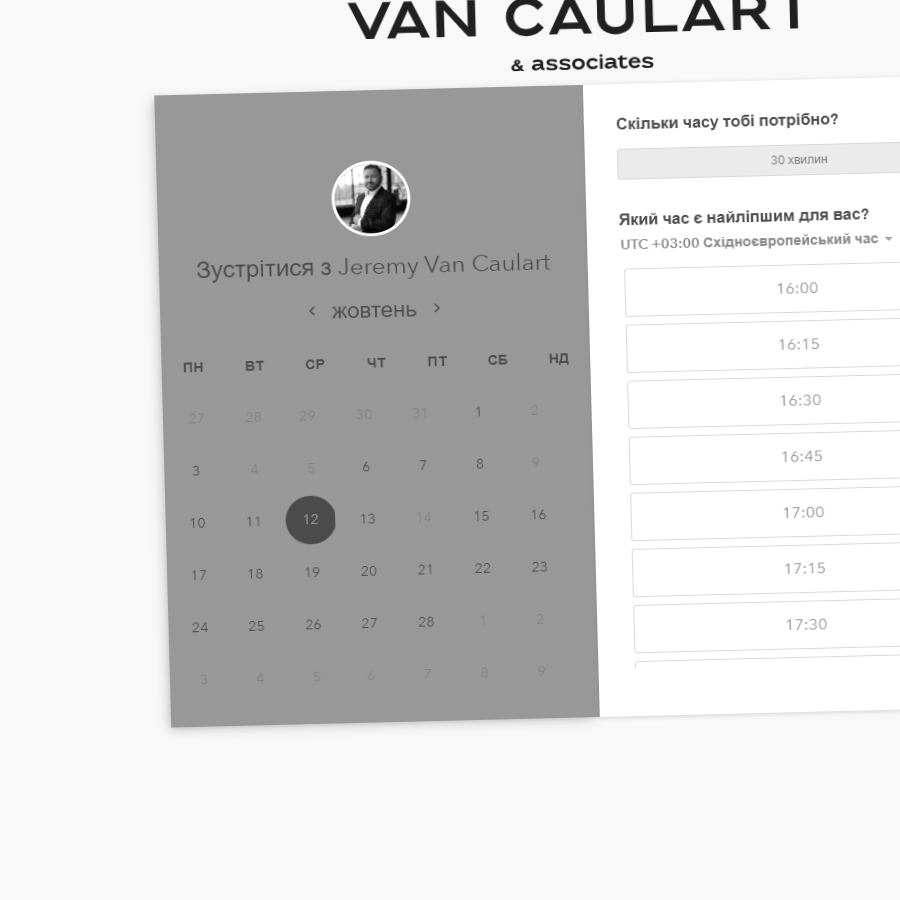 VAN CAULART
& associates
Зустрітися з Jeremy Van Caulart
‹ жовтень ›
ПН ВТ СР ЧТ ПТ СБ НД
27 28 29 30 31 1 2
3 4 5 6 7 8 9
10 11 12 13 14 15 16
17 18 19 20 21 22 23
24 25 26 27 28 1 2
3 4 5 6 7 8 9
Скільки часу тобі потрібно?
30 хвилин
Який час є найліпшим для вас?
UTC +03:00 Східноєвропейський час
16:00
16:15
16:30
16:45
17:00
17:15
17:30